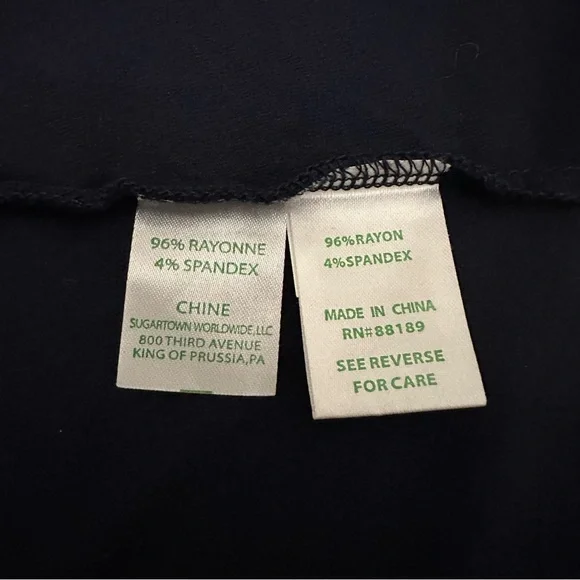 96% RAYONNE
4% SPANDEX
CHINE
SUGARTOWN WORLDWIDE, LLC
800 THIRD AVENUE
KING OF PRUSSIA,PA
96%RAYON
4%SPANDEX
MADE IN CHINA
RN#88189
SEE REVERSE
FOR CARE